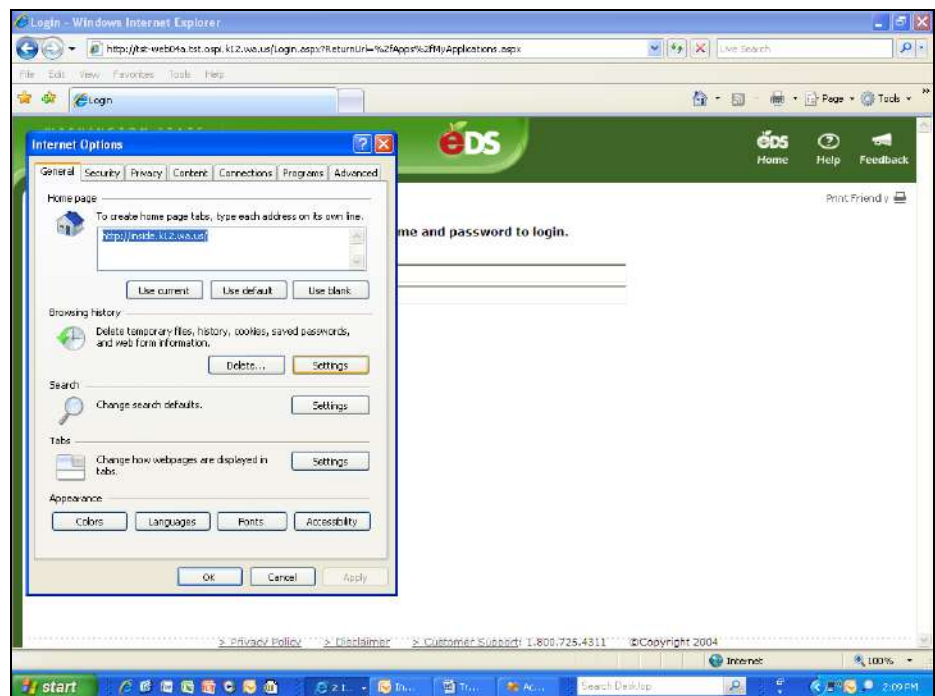 Login - Windows Internet Explorer
http://tst-web04a.tst.ospi.k12.wa.us/Login.aspx?ReturnUrl=%2fApps%2fMyApplications.aspx
Live Search
File Edit View Favorites Tools Help
Login
Page Tools
Internet Options
eDS
eDS
Home Help Feedback
General Security Privacy Content Connections Programs Advanced
Print Friendly
Home page
To create home page tabs, type each address on its own line.
http://inside.k12.wa.us/
me and password to login.
Use current Use default Use blank
Browsing history
Delete temporary files, history, cookies, saved passwords,
and web form information.
Delete... Settings
Search
Change search defaults.
Settings
Tabs
Change how webpages are displayed in
tabs.
Settings
Appearance
Colors Languages Fonts Accessibility
OK Cancel Apply
> Privacy Policy > Disclaimer > Customer Support: 1.800.725.4311 ©Copyright 2004
Internet 100%
start 2 I... In... Tr... Ac... Search Desktop 2:09 PM